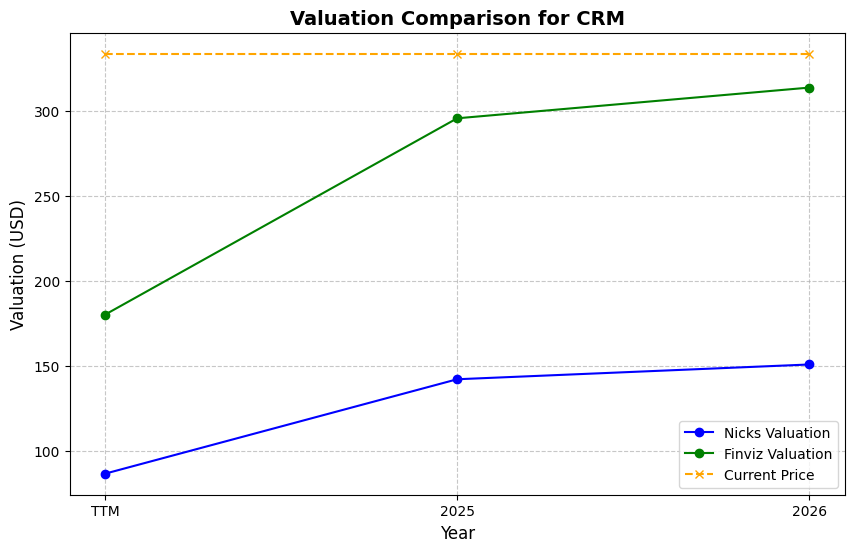 Valuation Comparison for CRM
Valuation (USD)
300
250
200
150
100
TTM
2025
2026
Year
Nicks Valuation
Finviz Valuation
Current Price